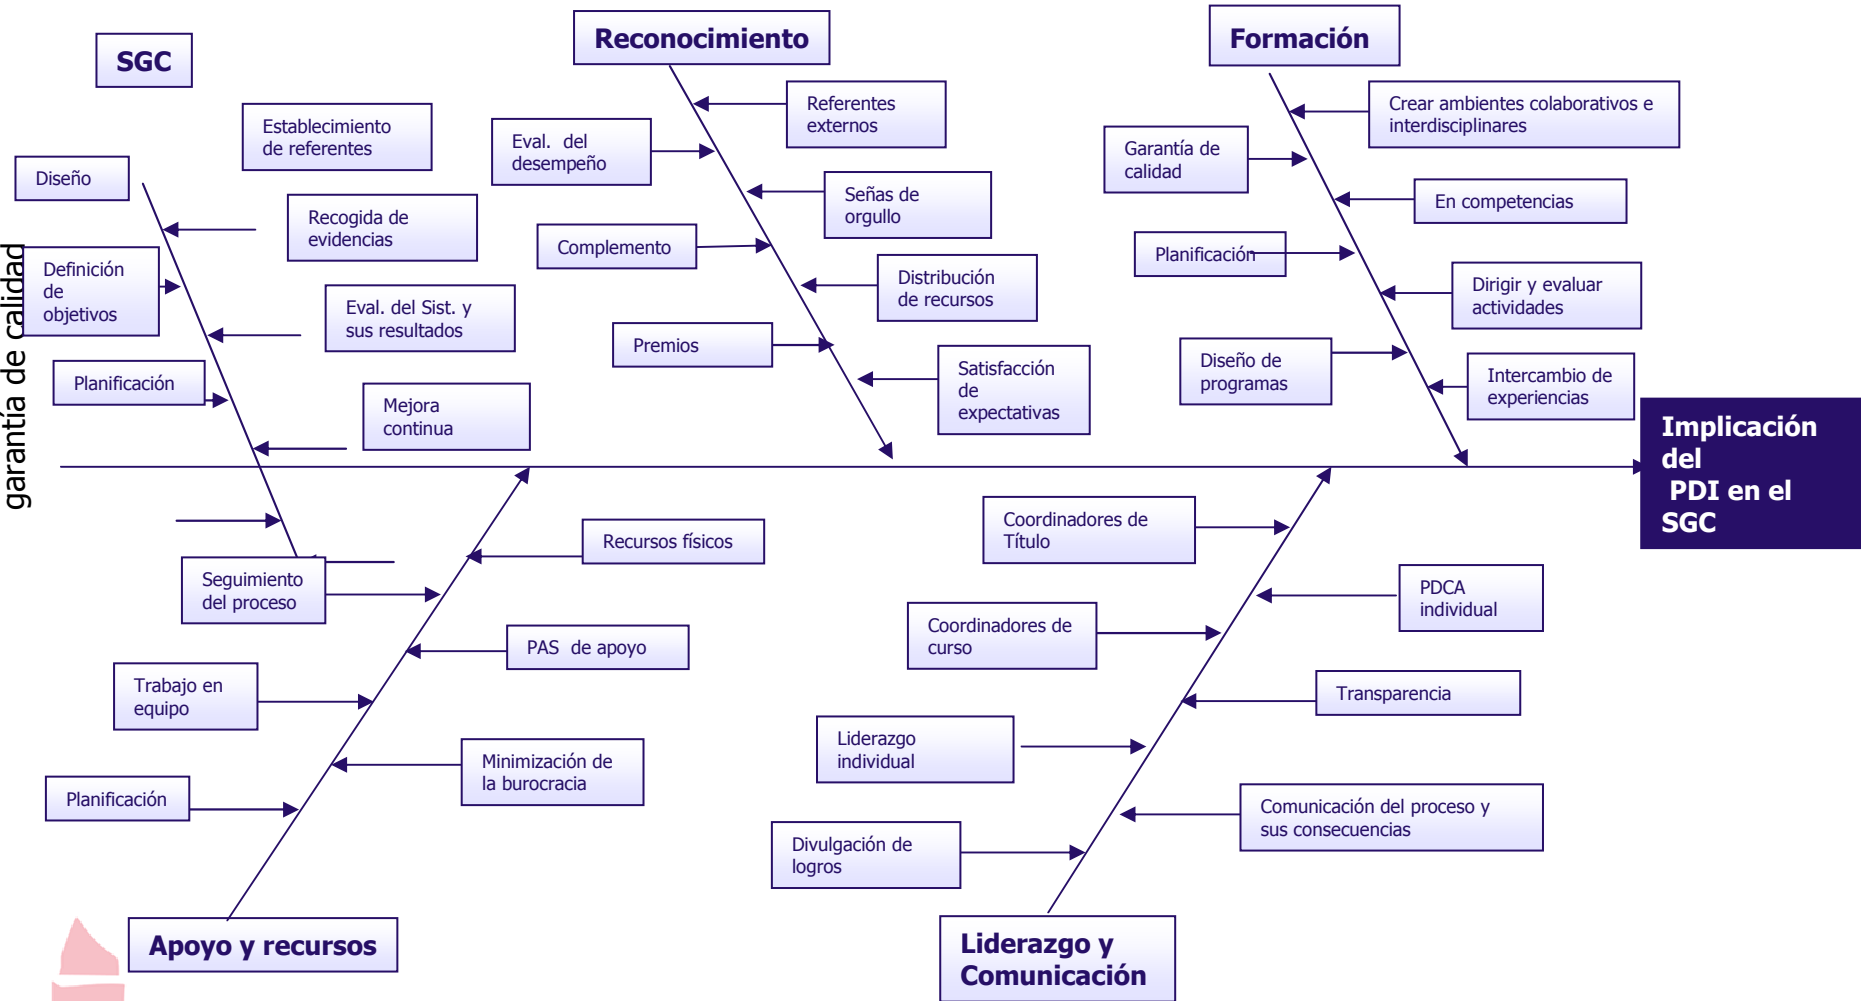 SGC
Reconocimiento
Formación
Establecimiento
de referentes
Diseño
Recogida de
evidencias
Definición
de
objetivos
Eval. del Sist. y
sus resultados
Planificación
Mejora
continua
garantía de calidad
Referentes
externos
Eval.  del
desempeño
Señas de
orgullo
Complemento
Distribución
de recursos
Premios
Satisfacción
de
expectativas
Crear ambientes colaborativos e
interdisciplinares
Garantía de
calidad
En competencias
Planificación
Dirigir y evaluar
actividades
Diseño de
programas
Intercambio de
experiencias
Implicación
del
PDI en el
SGC
Recursos físicos
Seguimiento
del proceso
PAS  de apoyo
Trabajo en
equipo
Minimización de
la burocracia
Planificación
Apoyo y recursos
Coordinadores de
Título
PDCA
individual
Coordinadores de
curso
Transparencia
Liderazgo
individual
Comunicación del proceso y
sus consecuencias
Divulgación de
logros
Liderazgo y
Comunicación